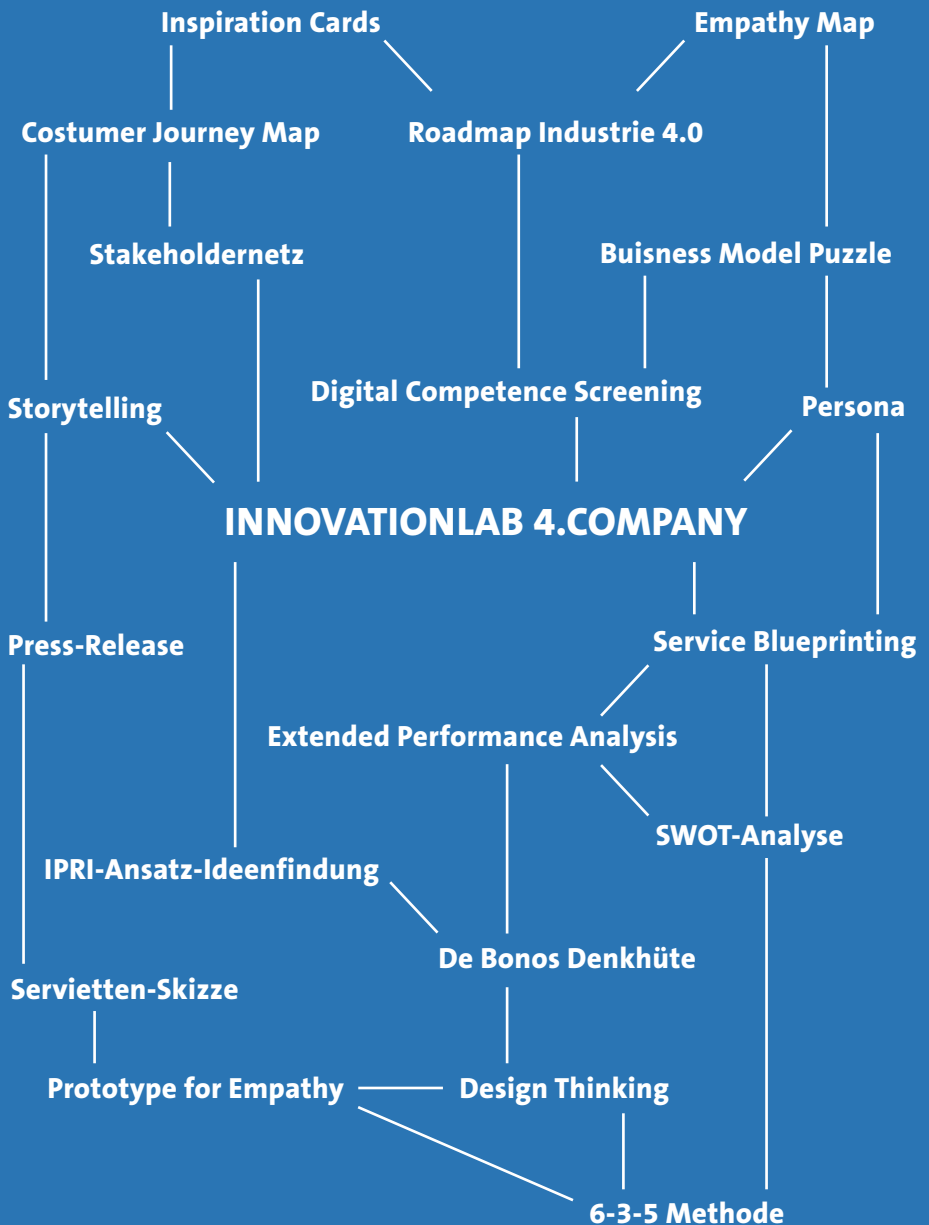 Inspiration Cards
Empathy Map
Costumer Journey Map
Roadmap Industrie 4.0
Stakeholdernetz
Buisness Model Puzzle
Digital Competence Screening
Storytelling
Persona
INNOVATIONLAB 4.COMPANY
Press-Release
Service Blueprinting
Extended Performance Analysis
SWOT-Analyse
IPRI-Ansatz-Ideenfindung
De Bonos Denkhüte
Servietten-Skizze
Prototype for Empathy
Design Thinking
6-3-5 Methode